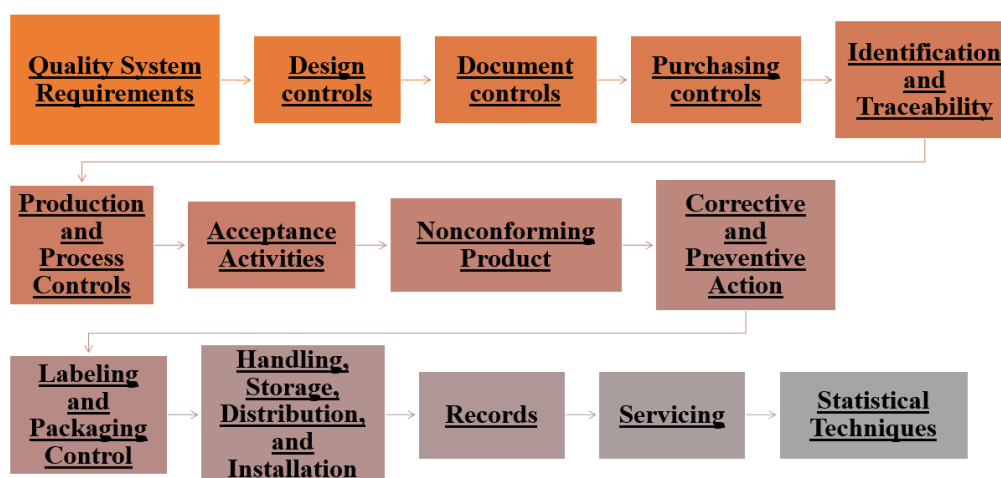 Quality System
Requirements
Design
controls
Document
controls
Purchasing
controls
Identification
and
Traceability
Production
and
Process
Controls
Acceptance
Activities
Nonconforming
Product
Corrective
and
Preventive
Action
Labeling
and
Packaging
Control
Handling,
Storage,
Distribution,
and
Installation
Records
Servicing
Statistical
Techniques